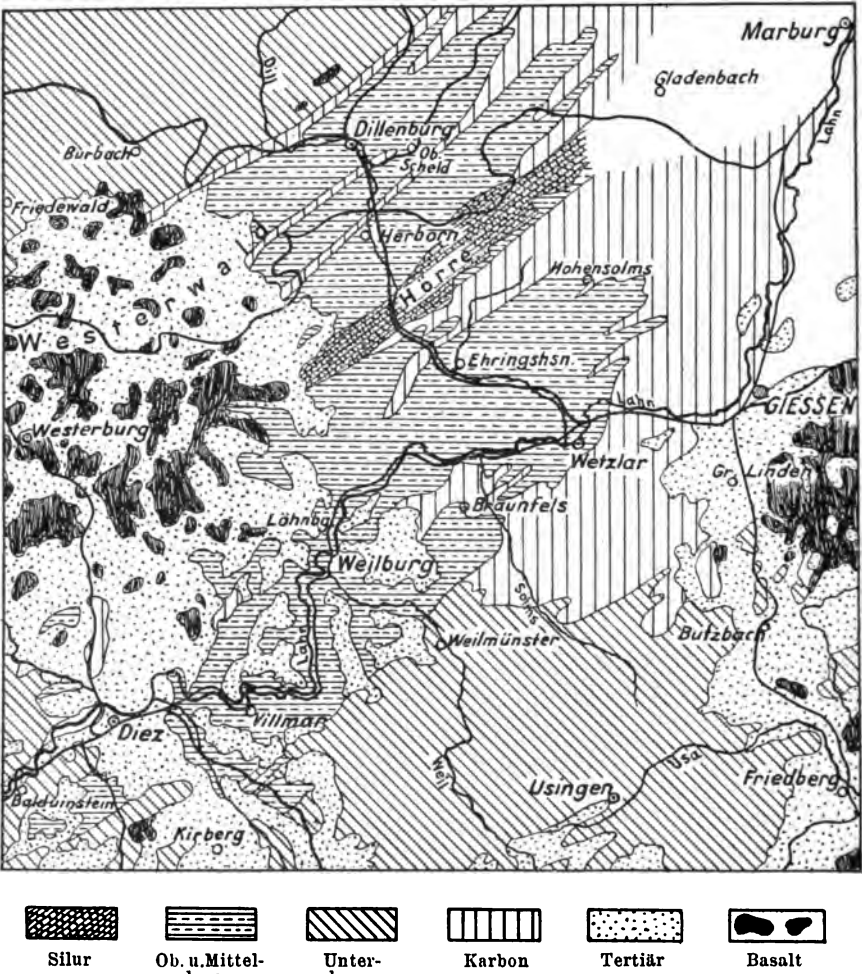 Marburg
Gladenbach
Dill
Lahn
Dillenburg
Ob.
Scheld
Burbach
Friedewald
Herborn
Hörre
Westerwald
Westerwald
Hohensolms
Ehringshsn.
Lahn
GIESSEN
Westerburg
Wetzlar
Gr. Linden
Braunfels
Löhnbg.
Weilburg
Solms
Butzbach
Weilmünster
Lahn
Villmar
Diez
Weil
Usa
Usingen
Friedberg
Balduinstein
Kirberg
Silur
Ob. u. Mittel-
Unter-
Karbon
Tertiär
Basalt